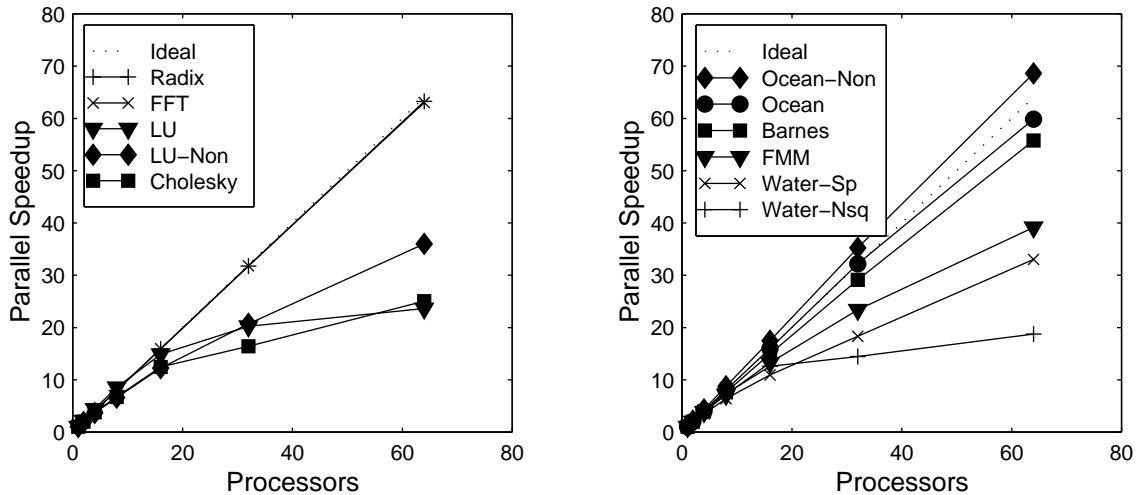 80
70
60
50
40
30
20
10
0
Parallel Speedup
0 20 40 60 80
Processors
Ideal
Radix
FFT
LU
LU−Non
Cholesky
80
70
60
50
40
30
20
10
0
Parallel Speedup
0 20 40 60 80
Processors
Ideal
Ocean−Non
Ocean
Barnes
FMM
Water−Sp
Water−Nsq